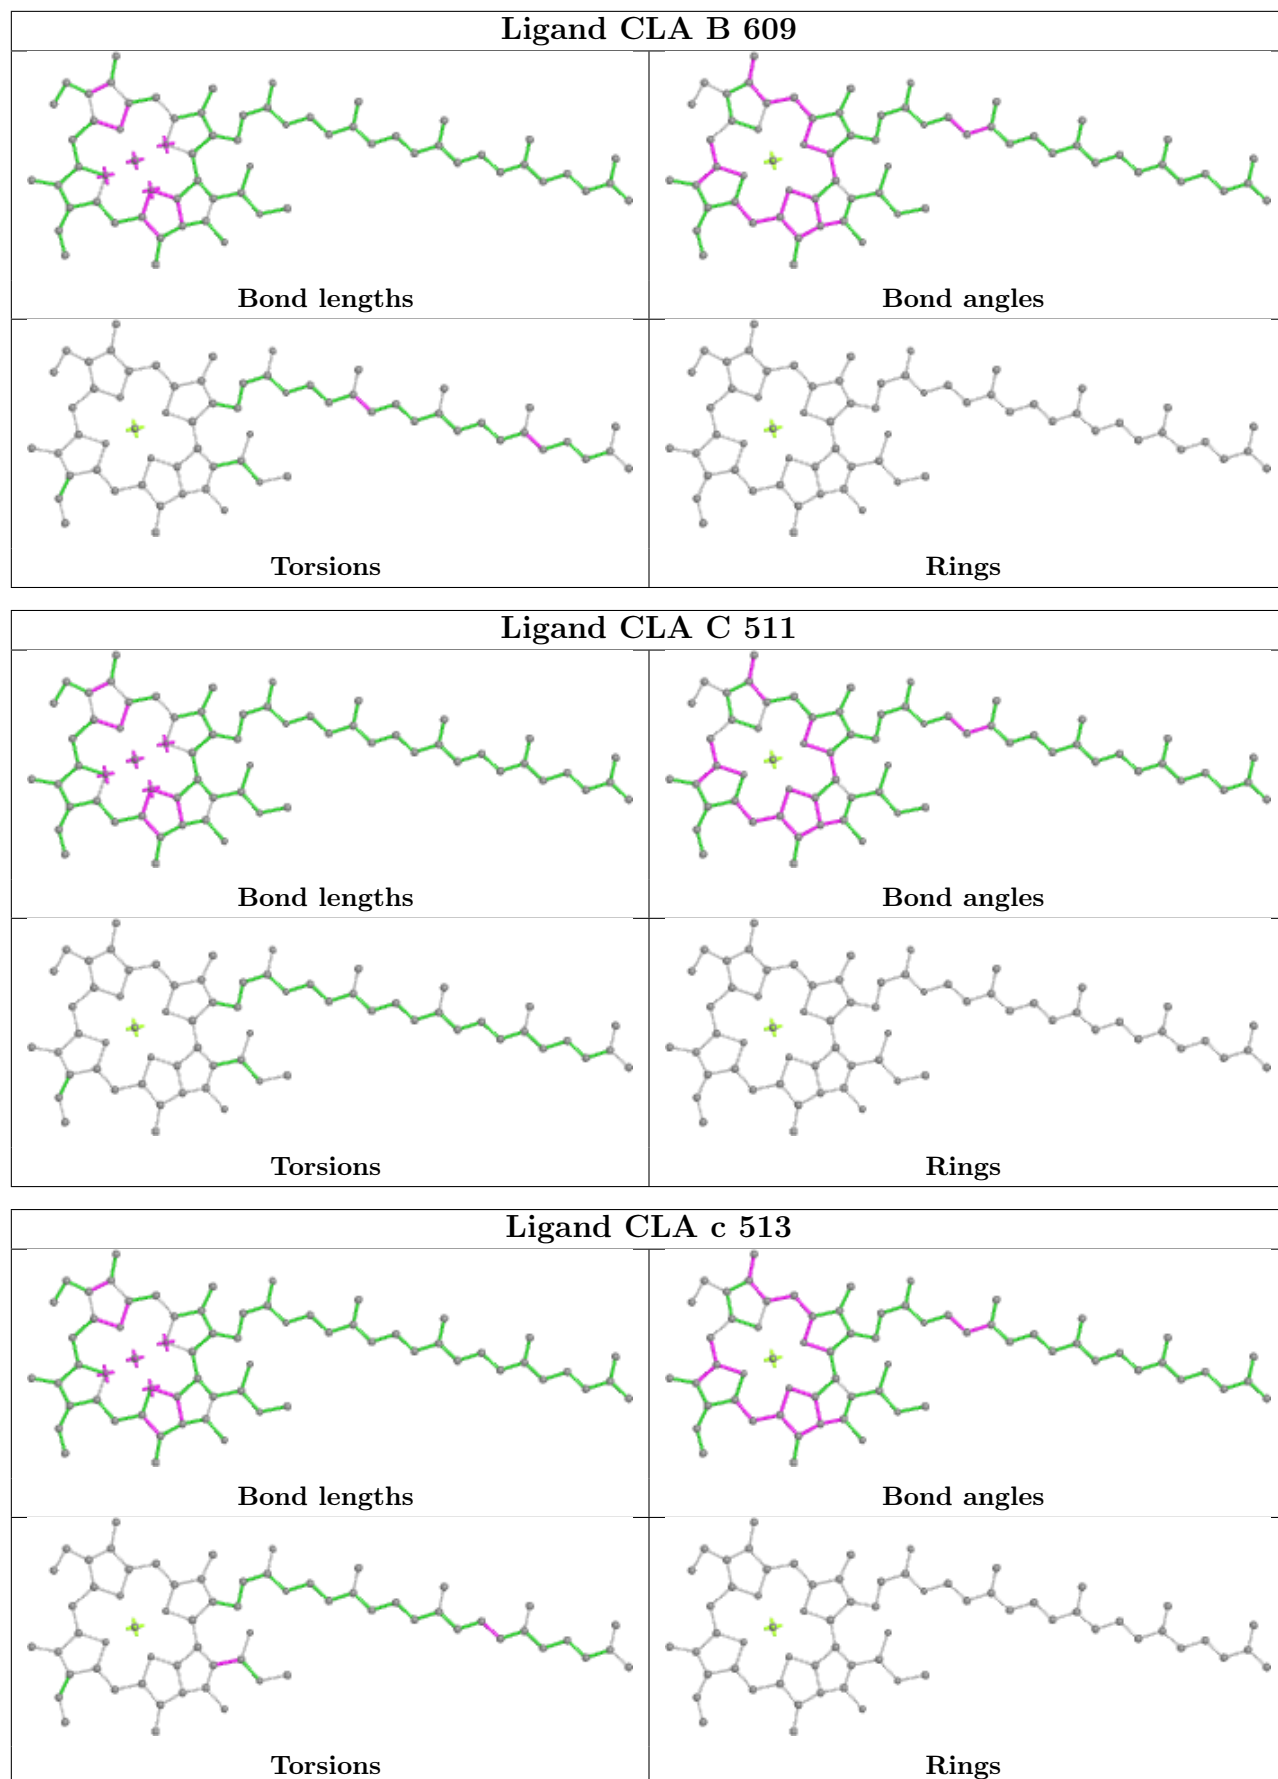 Ligand CLA B 609
Bond lengths
Bond angles
Torsions
Rings
Ligand CLA C 511
Bond lengths
Bond angles
Torsions
Rings
Ligand CLA c 513
Bond lengths
Bond angles
Torsions
Rings